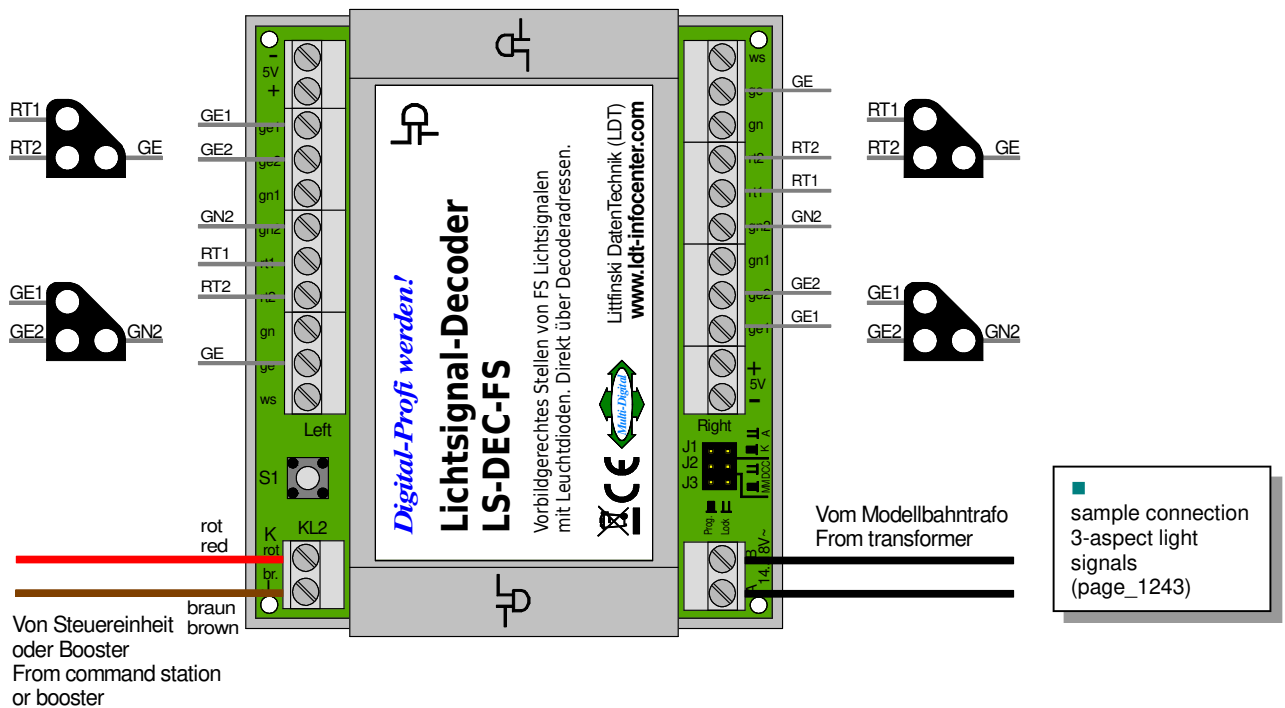 RT1
RT2
GE
GE1
GE2
GN2
GE1
GE2
GN2
RT1
RT2
GE
-
5V
+
ge1
ge2
gn1
gn2
rt1
rt2
gn
ge
ws
Left
S1
K
KL2
rot
br.
rot
red
braun
brown
Von Steuereinheit
oder Booster
From command station
or booster
Digital-Profi werden!
Lichtsignal-Decoder
LS-DEC-FS
Vorbildgerechtes Stellen von FS Lichtsignalen
mit Leuchtdioden. Direkt über Decoderadressen.
Multi-Digital
CE
Littfinski DatenTechnik (LDT)
www.ldt-infocenter.com
ws
ge
gn
rt2
rt1
gn2
gn1
ge2
ge1
+
5V
-
Right
J1
J2
J3
K A
MM DCC
Prog.
Lock
A
B
14...18V~
GE
RT2
RT1
GN2
GE2
GE1
RT1
RT2
GE
GE1
GE2
GN2
Vom Modellbahntrafo
From transformer
sample connection
3-aspect light
signals
(page_1243)